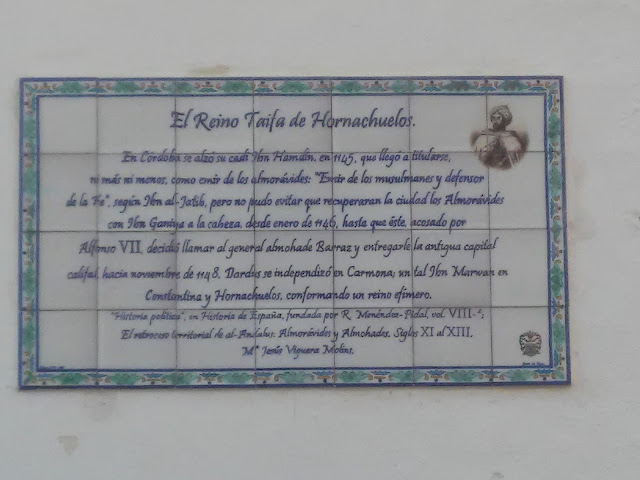 El Reino Taifa de Hornachuelos.
En Córdoba se alzó su cadí Ibn Hamdin, en 1145, que llegó a titularse,
ni más ni menos, como emir de los almorávides: "Emir de los musulmanes y defensor
de la Fe", según Ibn al-Jatib, pero no pudo evitar que recuperaran la ciudad los Almorávides
con Ibn Ganiya a la cabeza, desde enero de 1146, hasta que éste, acosado por
Alfonso VII, decidió llamar al general almohade Barraz y entregarle la antigua capital
califal, hacia noviembre de 1148. Dardus se independizó en Carmona; un tal Ibn Marwan en
Constantina y Hornachuelos, conformando un reino efímero.
"Historia política", en Historia de España, fundada por R. Menéndez-Pidal, vol. VIII-2;
El retroceso territorial de al-Andalus. Almorávides y Almohades. Siglos XI al XIII,
Mª Jesús Viguera Molins.